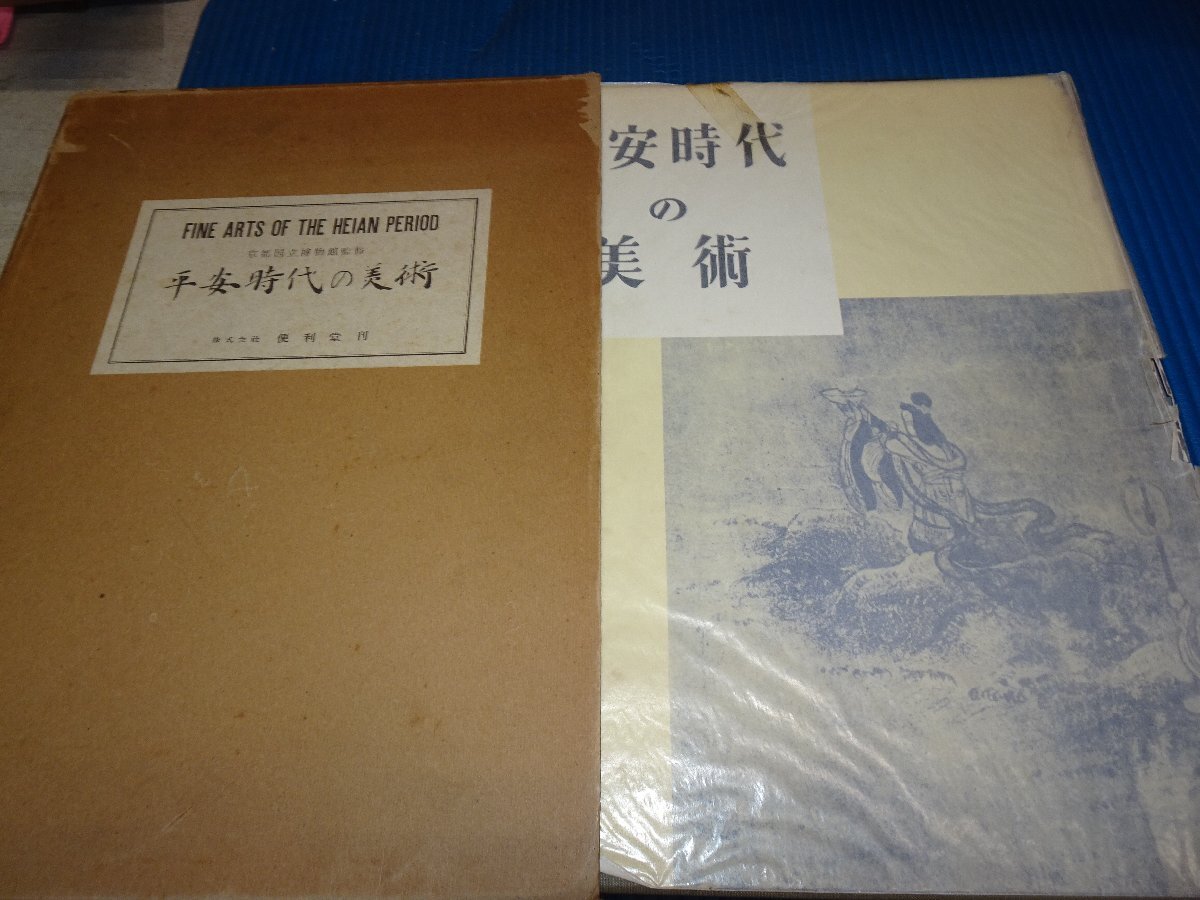 FINE ARTS OF THE HEIAN PERIOD
京都国立博物館監修
平安時代の美術
株式会社 便利堂刊
安時代
の
美術